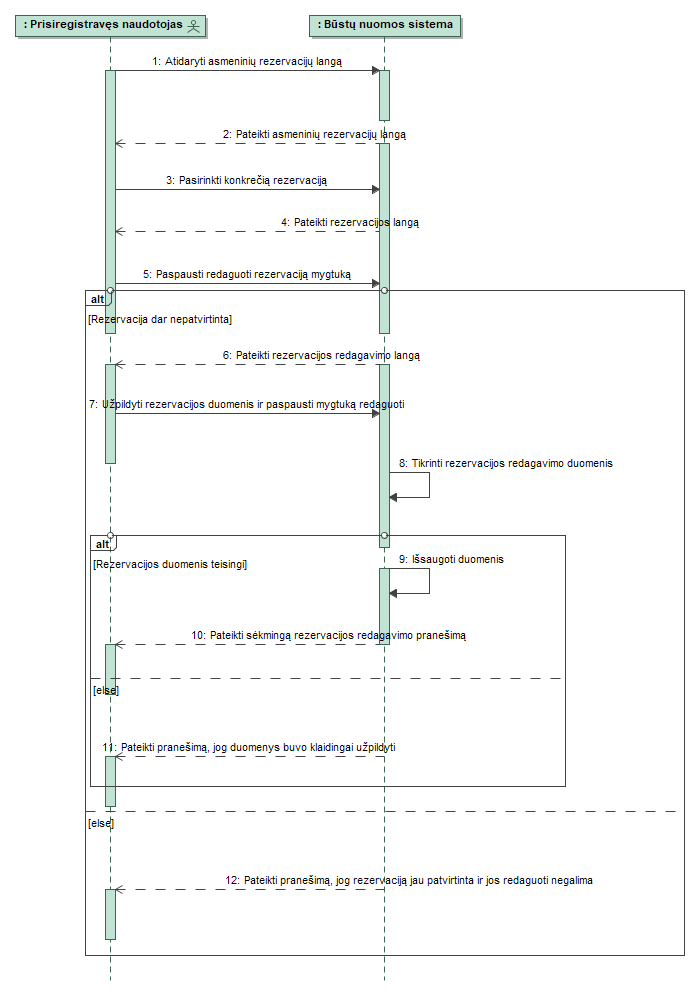 : Prisiregistravęs naudotojas
: Būstų nuomos sistema
1: Atidaryti asmeninių rezervacijų langą
2: Pateikti asmeninių rezervacijų langą
3: Pasirinkti konkrečią rezervaciją
4: Pateikti rezervacijos langą
5: Paspausti redaguoti rezervaciją mygtuką
alt
[Rezervacija dar nepatvirtinta]
6: Pateikti rezervacijos redagavimo langą
7: Užpildyti rezervacijos duomenis ir paspausti mygtuką redaguoti
8: Tikrinti rezervacijos redagavimo duomenis
alt
[Rezervacijos duomenis teisingi]
9: Išsaugoti duomenis
10: Pateikti sėkmingą rezervacijos redagavimo pranešimą
[else]
11: Pateikti pranešimą, jog duomenys buvo klaidingai užpildyti
[else]
12: Pateikti pranešimą, jog rezervaciją jau patvirtinta ir jos redaguoti negalima